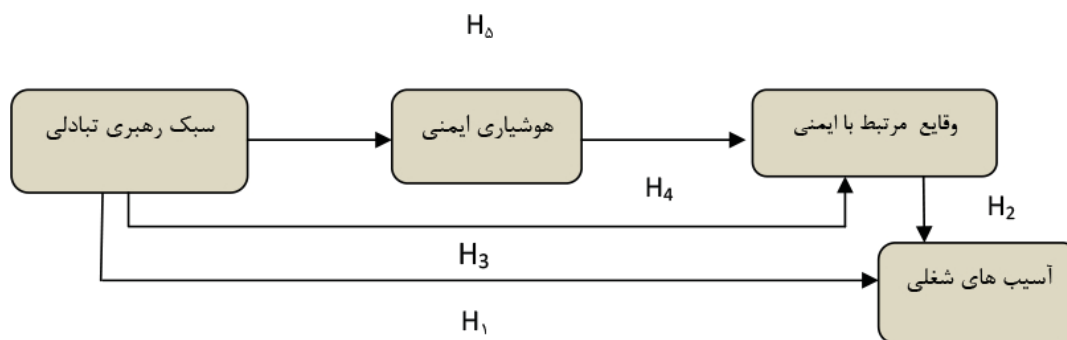 H۵
سبک رهبری تبادلی
هوشیاری ایمنی
وقایع مرتبط با ایمنی
H4
H2
H3
آسیب های شغلی
H۱